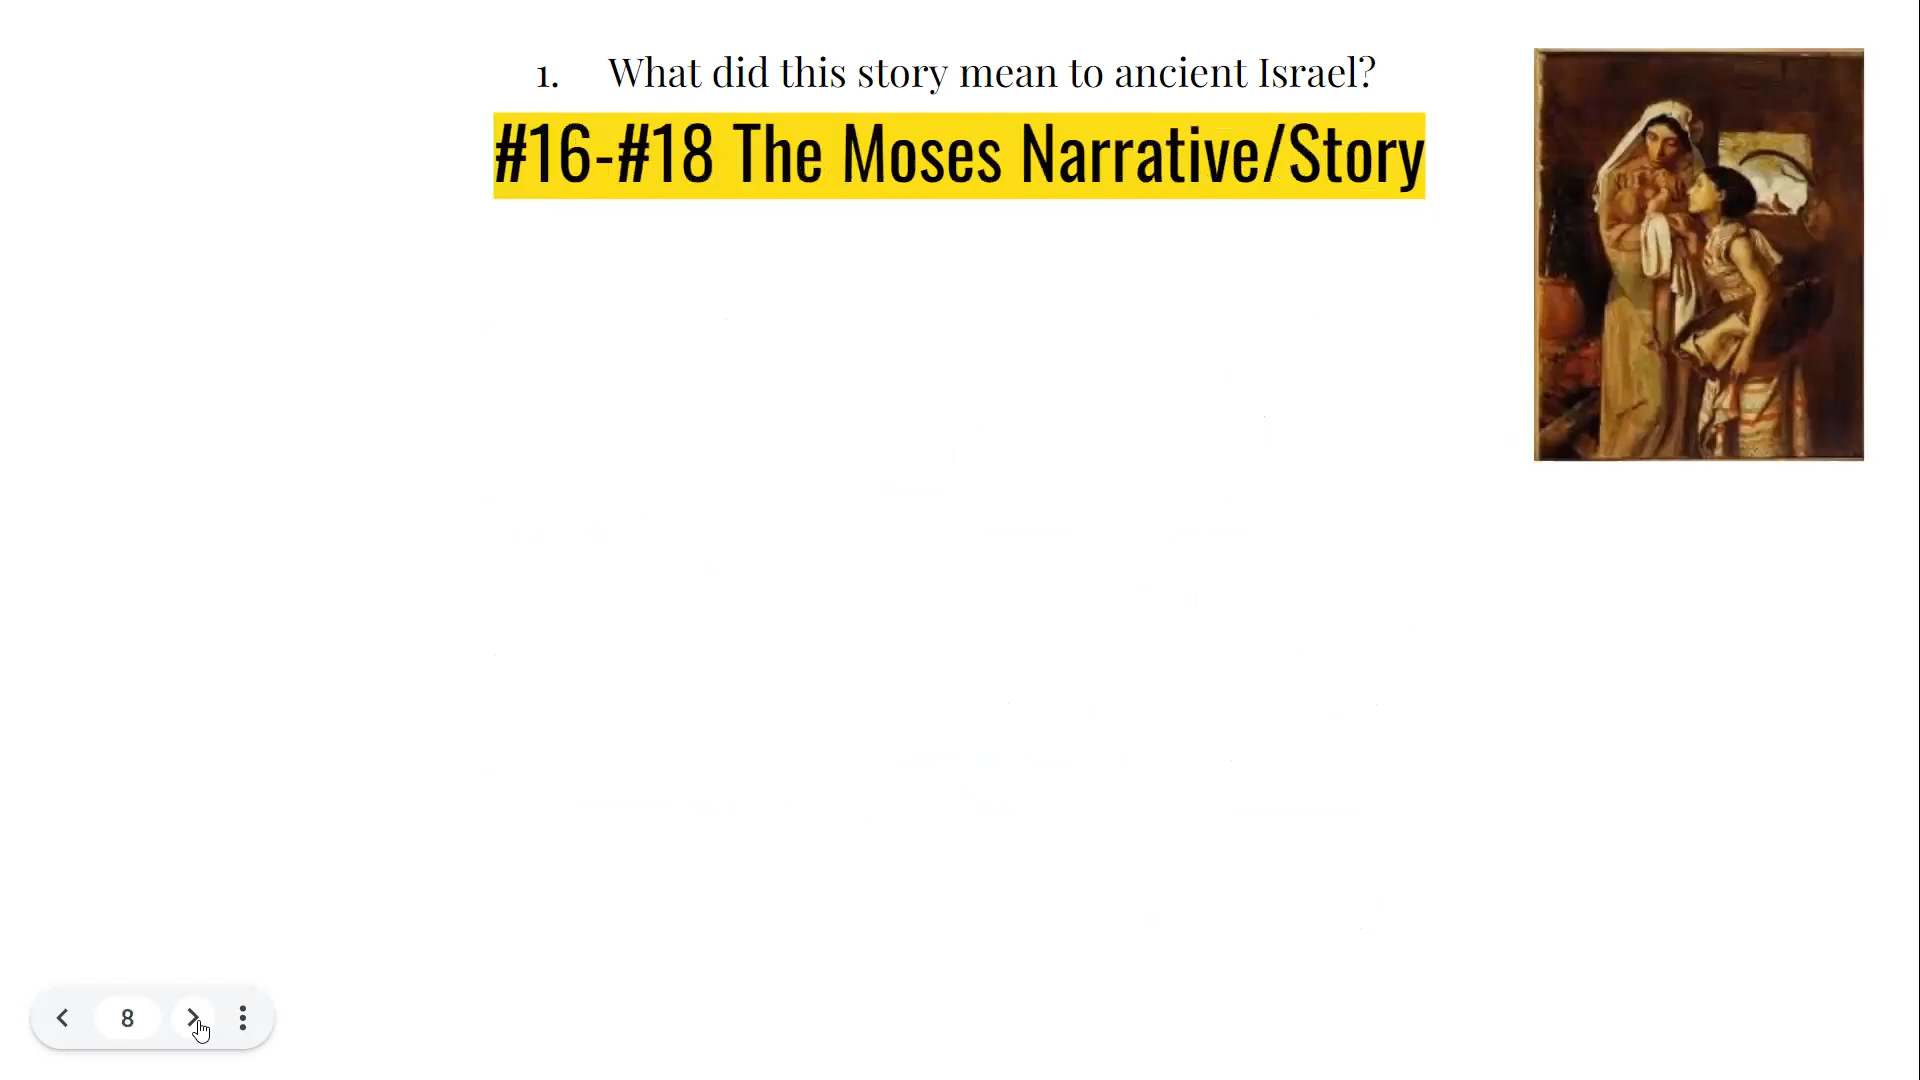 1. What did this story mean to ancient Israel?
#16-#18 The Moses Narrative/Story
8